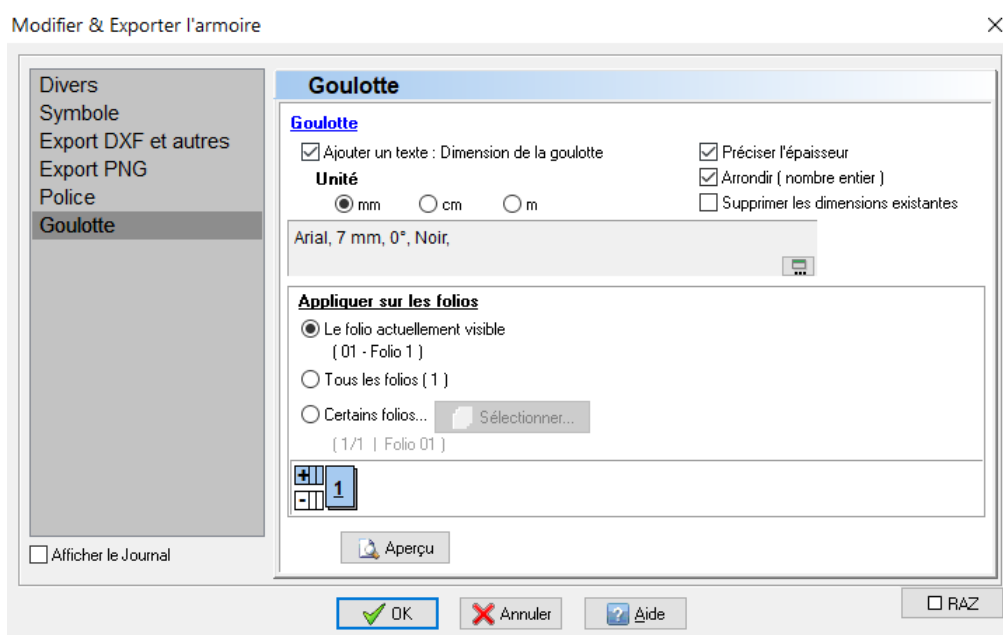 Modifier & Exporter l'armoire
Divers
Symbole
Export DXF et autres
Export PNG
Police
Goulotte
Afficher le Journal
Goulotte
Goulotte
Ajouter un texte : Dimension de la goulotte
Préciser l'épaisseur
Unité
Arrondir ( nombre entier )
mm cm m
Supprimer les dimensions existantes
Arial, 7 mm, 0°, Noir,
Appliquer sur les folios
Le folio actuellement visible
( 01 - Folio 1 )
Tous les folios ( 1 )
Certains folios... Sélectionner...
( 1/1 | Folio 01 )
1
Aperçu
OK Annuler Aide RAZ